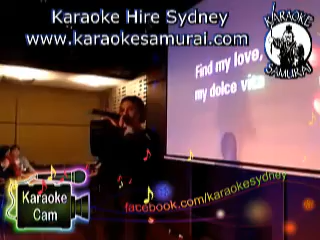 Karaoke Hire Sydney
www.karaokesamurai.com
KARAOKE
SAMURAI
Find my love,
my dolce vita
Karaoke
Cam
facebook.com/karaokesydney